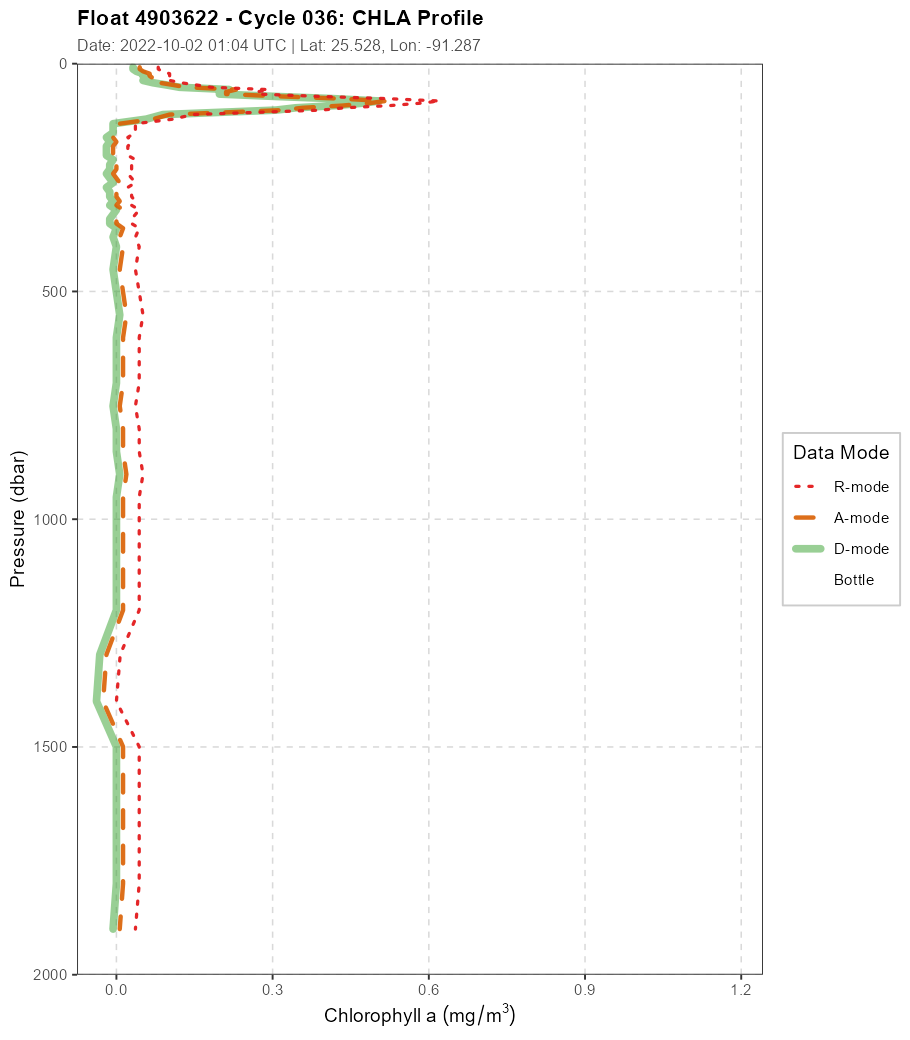 Float 4903622 - Cycle 036: CHLA Profile
Date: 2022-10-02 01:04 UTC | Lat: 25.528, Lon: -91.287
0
500
1000
1500
2000
Pressure (dbar)
0.0 0.3 0.6 0.9 1.2
Chlorophyll a (mg/m³)
Data Mode
R-mode
A-mode
D-mode
Bottle